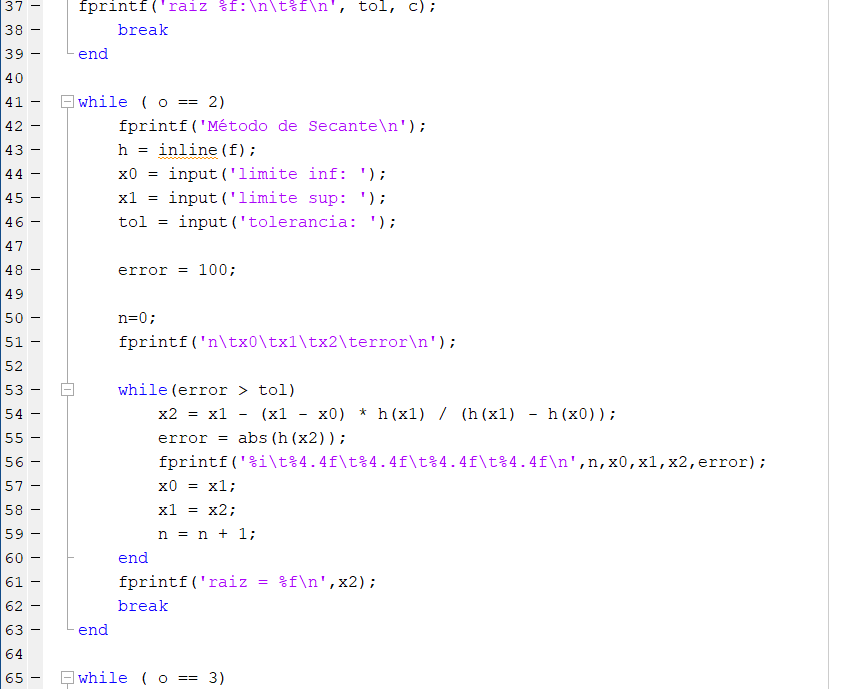 37 – fprintf('raiz %f:\n\t%f\n', tol, c);
38 – break
39 – end
40
41 – while ( o == 2)
42 – fprintf('Método de Secante\n');
43 – h = inline(f);
44 – x0 = input('limite inf: ');
45 – x1 = input('limite sup: ');
46 – tol = input('tolerancia: ');
47
48 – error = 100;
49
50 – n=0;
51 – fprintf('n\tx0\tx1\tx2\terror\n');
52
53 – while(error > tol)
54 – x2 = x1 - (x1 - x0) * h(x1) / (h(x1) - h(x0));
55 – error = abs(h(x2));
56 – fprintf('%i\t%4.4f\t%4.4f\t%4.4f\t%4.4f\n',n,x0,x1,x2,error);
57 – x0 = x1;
58 – x1 = x2;
59 – n = n + 1;
60 – end
61 – fprintf('raiz = %f\n',x2);
62 – break
63 – end
64
65 – while ( o == 3)